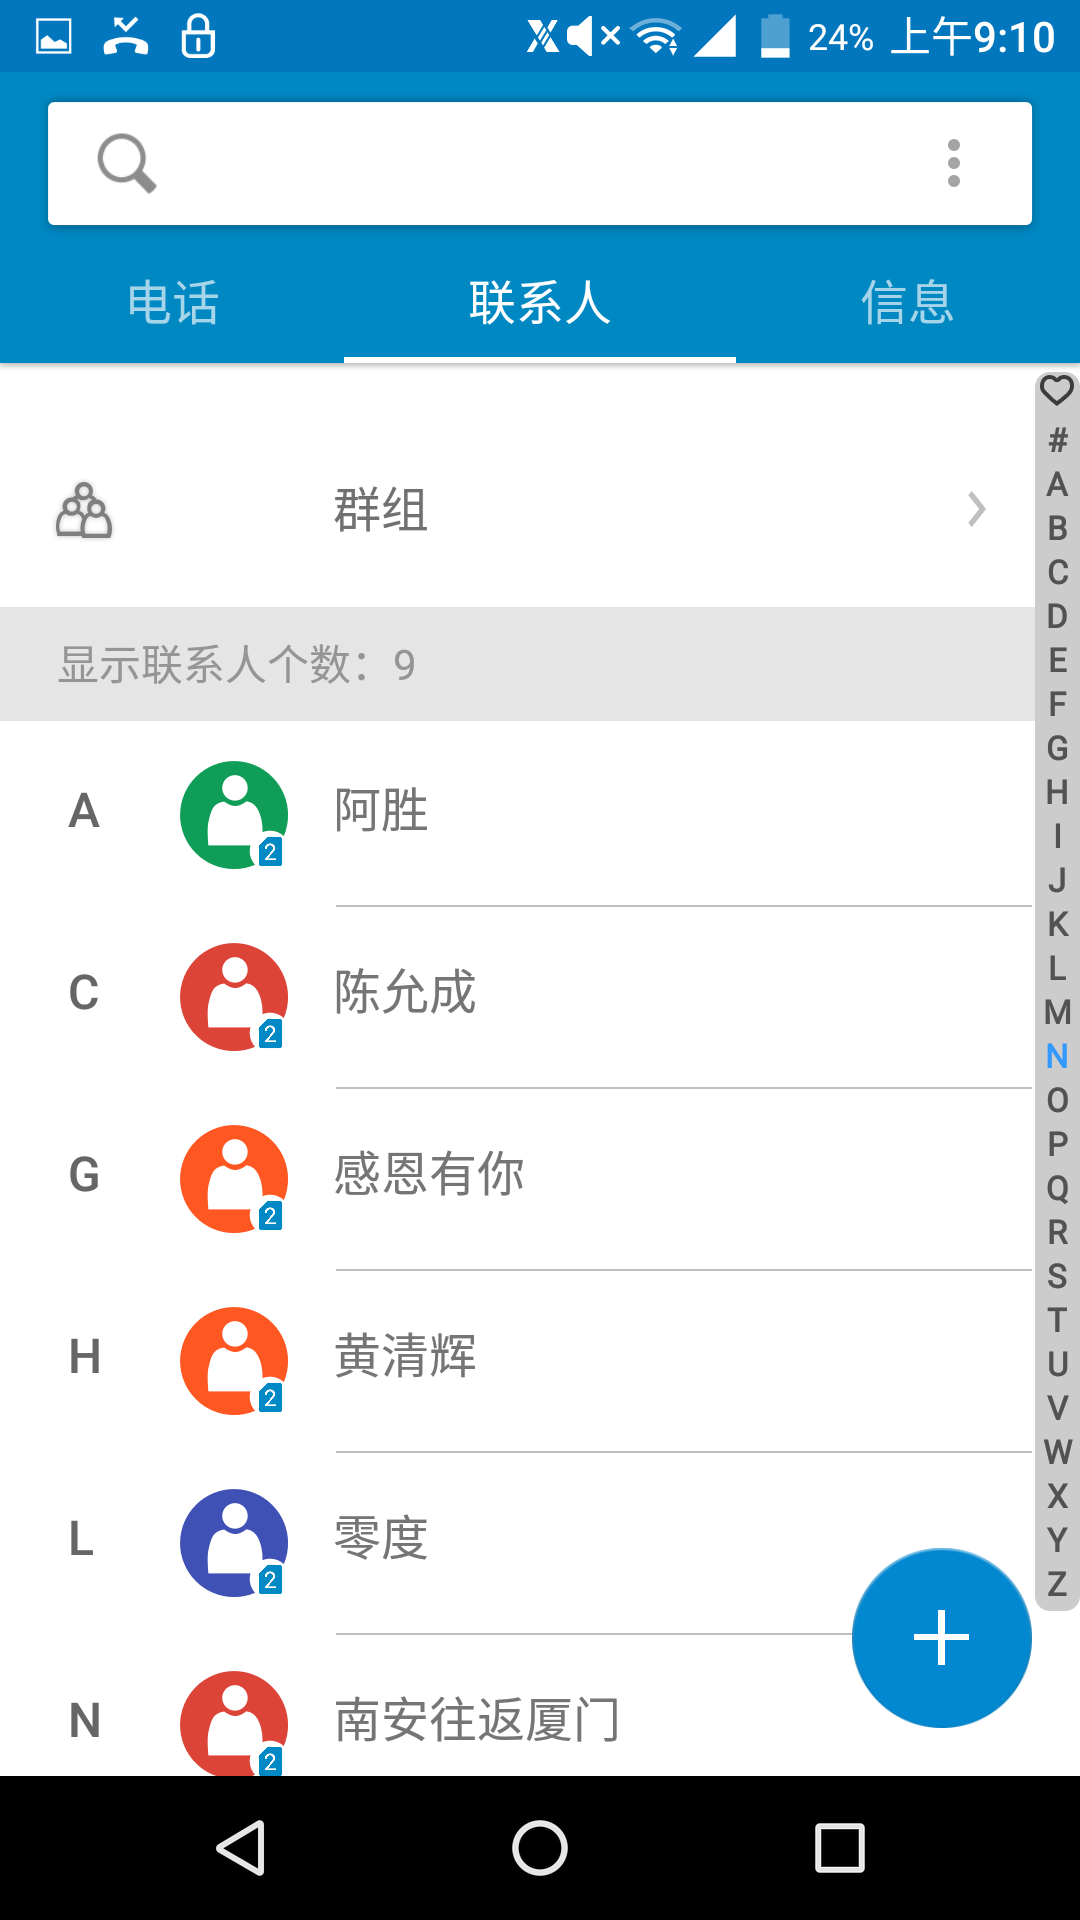 24% 上午9:10
电话 联系人 信息
群组
显示联系人个数：9
A 阿胜
2
C 陈允成
2
G 感恩有你
2
H 黄清辉
2
L 零度
2
N 南安往返厦门
2
#
A
B
C
D
E
F
G
H
I
J
K
L
M
N
O
P
Q
R
S
T
U
V
W
X
Y
Z